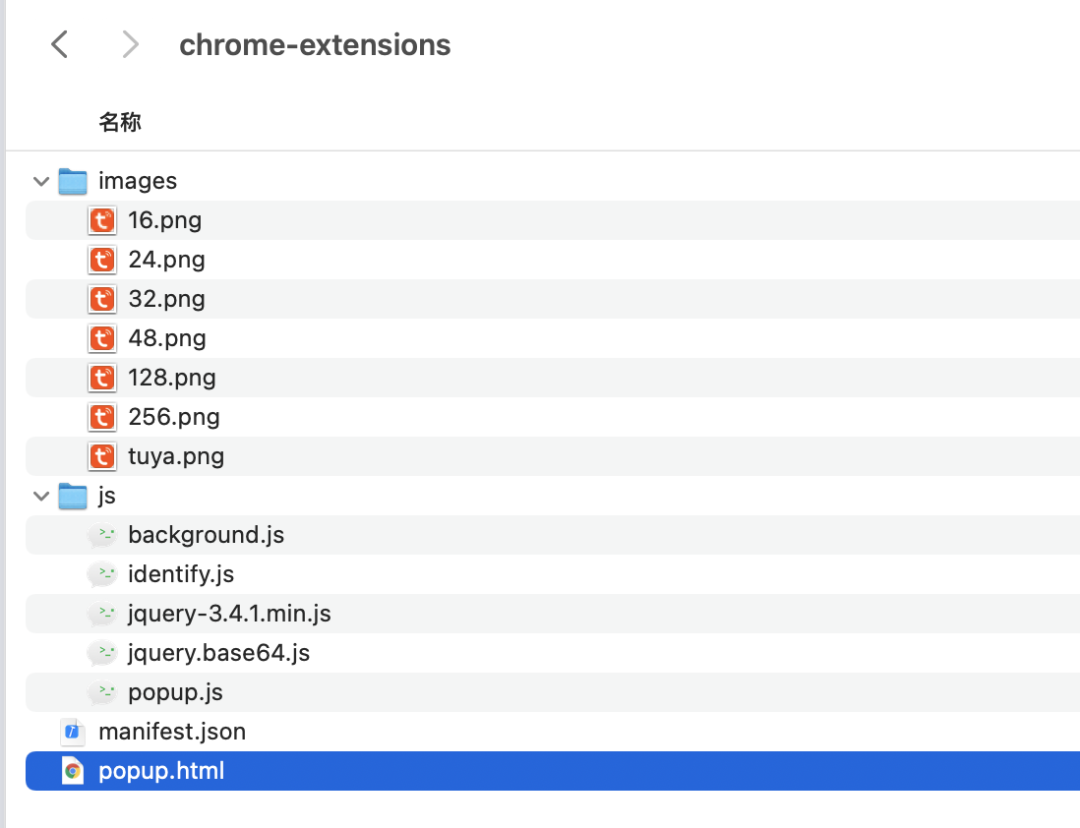 chrome-extensions
名称
images
16.png
24.png
32.png
48.png
128.png
256.png
tuya.png
js
background.js
identify.js
jquery-3.4.1.min.js
jquery.base64.js
popup.js
manifest.json
popup.html